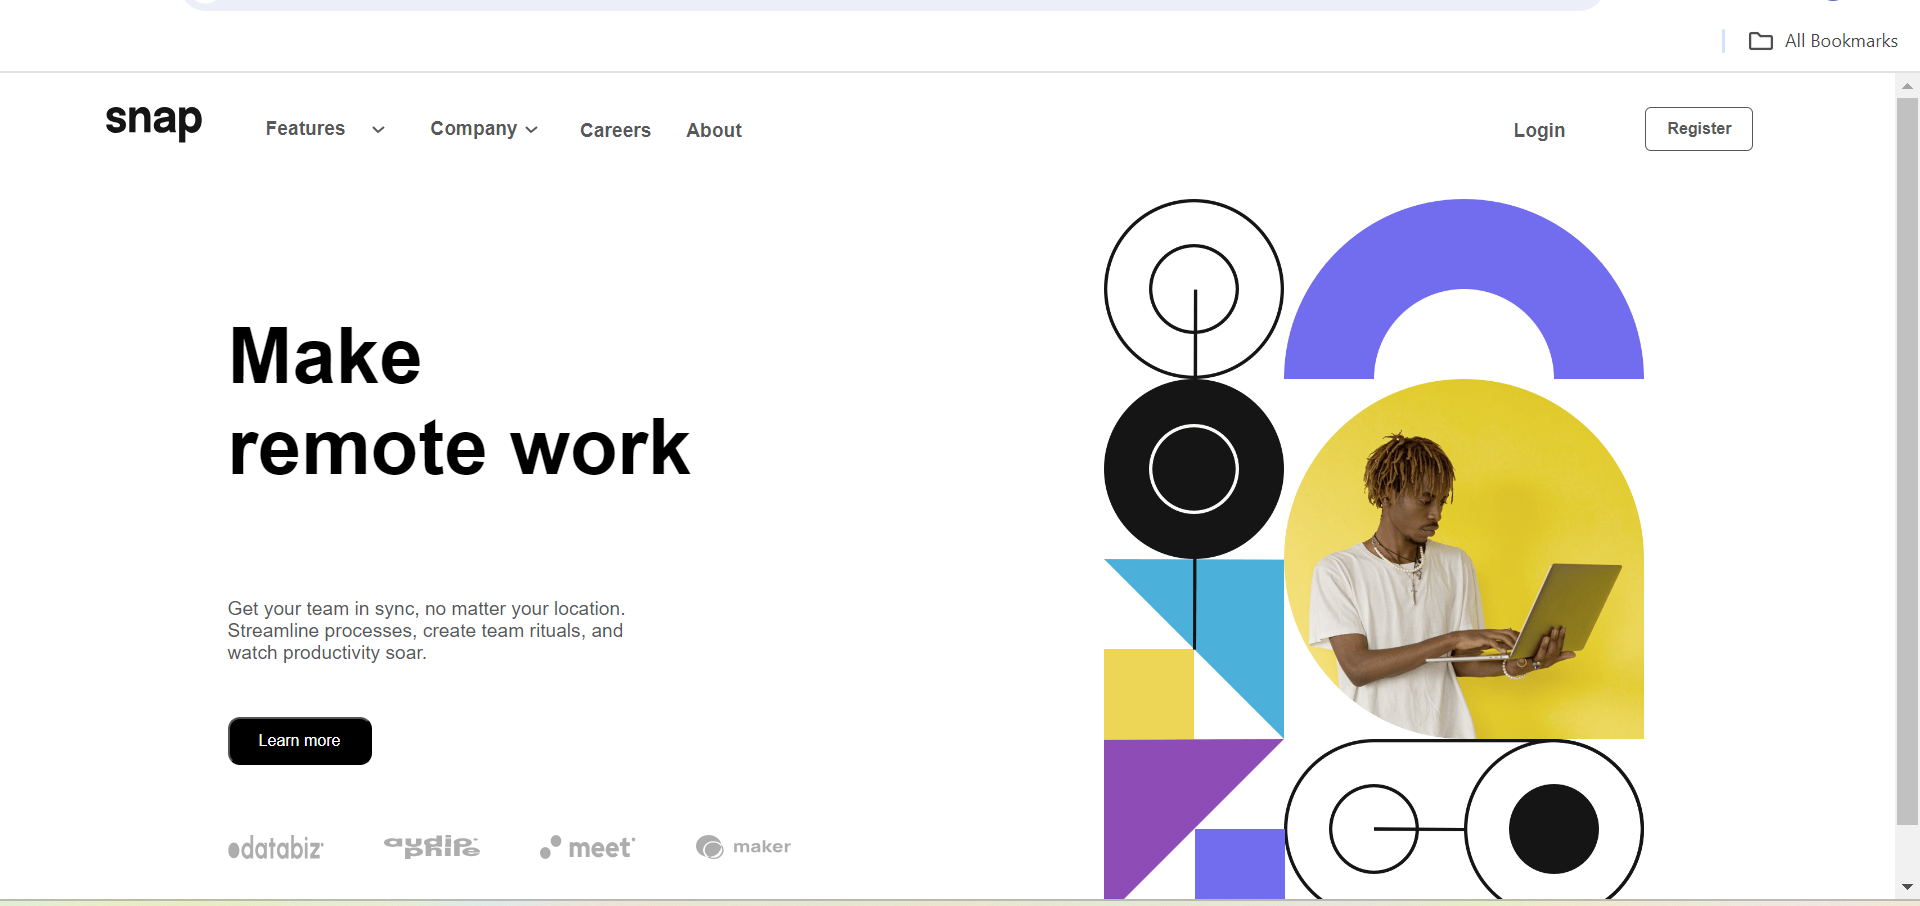 All Bookmarks
snap Features Company Careers About Login Register
Make
remote work
Get your team in sync, no matter your location.
Streamline processes, create team rituals, and
watch productivity soar.
Learn more
databiz audiophile meet maker